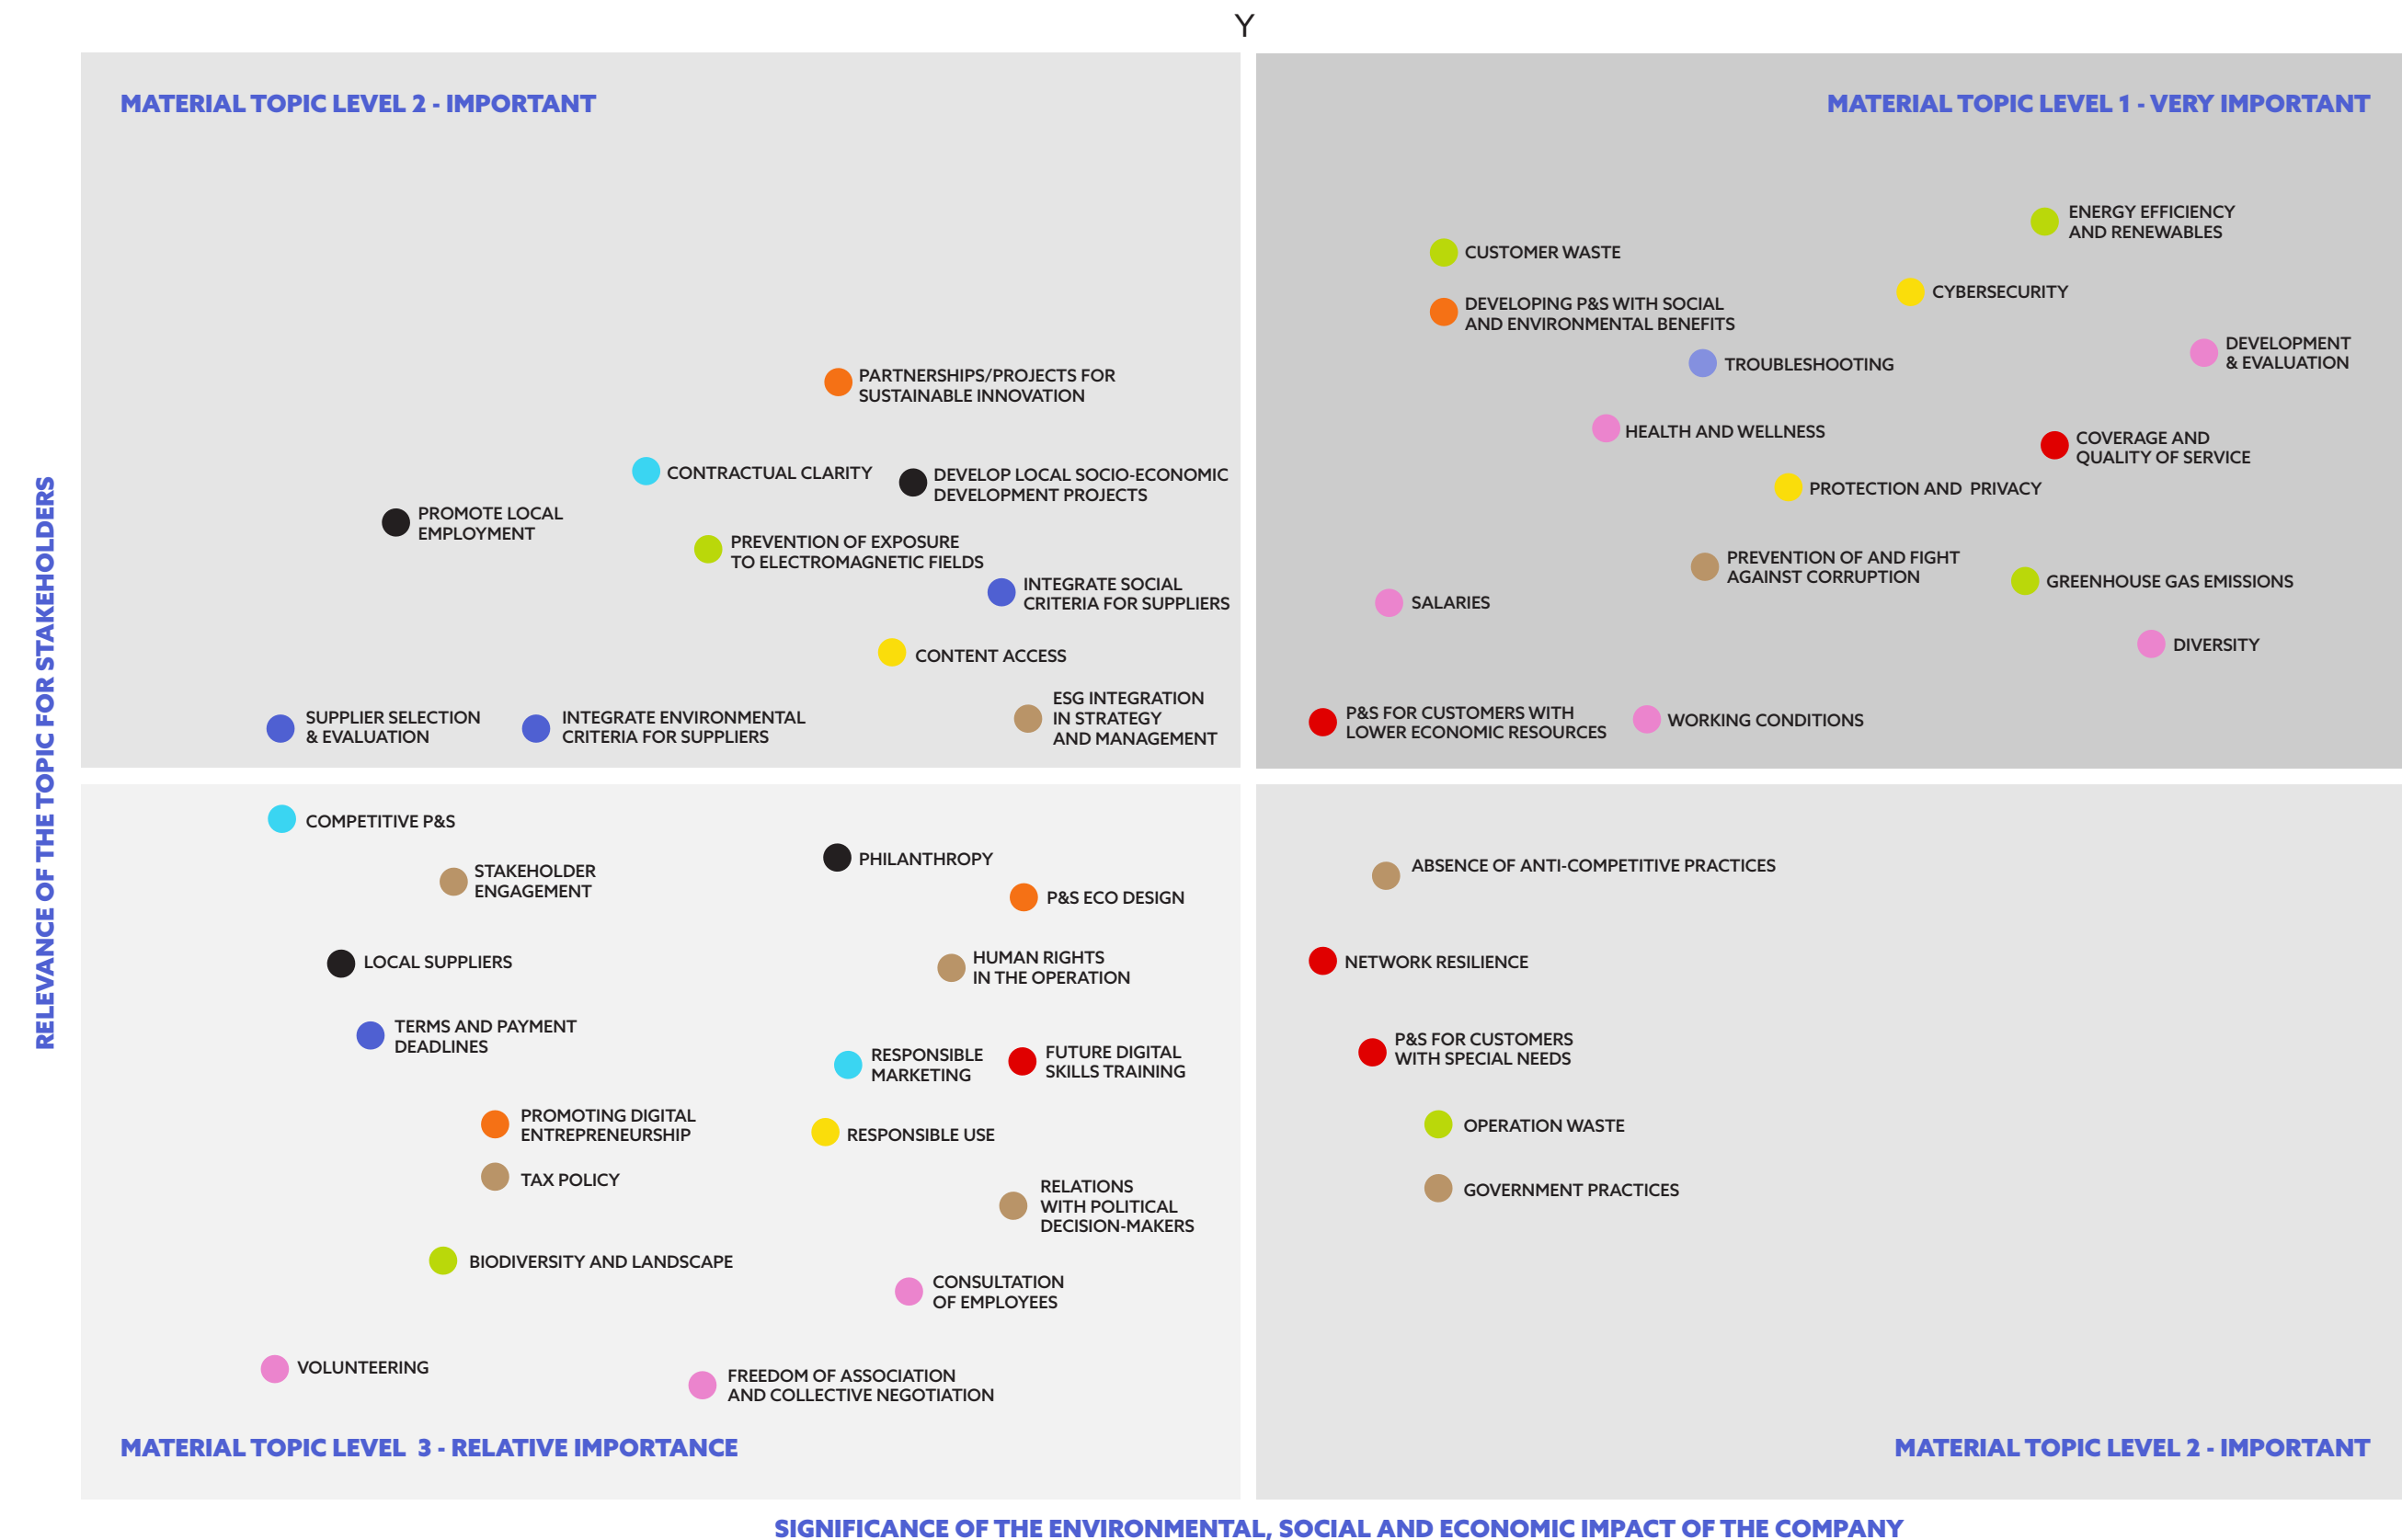 Y
MATERIAL TOPIC LEVEL 2 - IMPORTANT
PARTNERSHIPS/PROJECTS FOR
SUSTAINABLE INNOVATION
CONTRACTUAL CLARITY
DEVELOP LOCAL SOCIO-ECONOMIC
DEVELOPMENT PROJECTS
PROMOTE LOCAL
EMPLOYMENT
PREVENTION OF EXPOSURE
TO ELECTROMAGNETIC FIELDS
INTEGRATE SOCIAL
CRITERIA FOR SUPPLIERS
CONTENT ACCESS
ESG INTEGRATION
IN STRATEGY
AND MANAGEMENT
SUPPLIER SELECTION
& EVALUATION
INTEGRATE ENVIRONMENTAL
CRITERIA FOR SUPPLIERS
MATERIAL TOPIC LEVEL 1 - VERY IMPORTANT
ENERGY EFFICIENCY
AND RENEWABLES
CUSTOMER WASTE
CYBERSECURITY
DEVELOPING P&S WITH SOCIAL
AND ENVIRONMENTAL BENEFITS
DEVELOPMENT
& EVALUATION
TROUBLESHOOTING
HEALTH AND WELLNESS
COVERAGE AND
QUALITY OF SERVICE
PROTECTION AND  PRIVACY
PREVENTION OF AND FIGHT
AGAINST CORRUPTION
GREENHOUSE GAS EMISSIONS
SALARIES
DIVERSITY
P&S FOR CUSTOMERS WITH
LOWER ECONOMIC RESOURCES
WORKING CONDITIONS
RELEVANCE OF THE TOPIC FOR STAKEHOLDERS
COMPETITIVE P&S
STAKEHOLDER
ENGAGEMENT
PHILANTHROPY
P&S ECO DESIGN
LOCAL SUPPLIERS
HUMAN RIGHTS
IN THE OPERATION
TERMS AND PAYMENT
DEADLINES
RESPONSIBLE
MARKETING
FUTURE DIGITAL
SKILLS TRAINING
PROMOTING DIGITAL
ENTREPRENEURSHIP
RESPONSIBLE USE
TAX POLICY
RELATIONS
WITH POLITICAL
DECISION-MAKERS
BIODIVERSITY AND LANDSCAPE
CONSULTATION
OF EMPLOYEES
VOLUNTEERING
FREEDOM OF ASSOCIATION
AND COLLECTIVE NEGOTIATION
MATERIAL TOPIC LEVEL  3 - RELATIVE IMPORTANCE
ABSENCE OF ANTI-COMPETITIVE PRACTICES
NETWORK RESILIENCE
P&S FOR CUSTOMERS
WITH SPECIAL NEEDS
OPERATION WASTE
GOVERNMENT PRACTICES
MATERIAL TOPIC LEVEL 2 - IMPORTANT
SIGNIFICANCE OF THE ENVIRONMENTAL, SOCIAL AND ECONOMIC IMPACT OF THE COMPANY